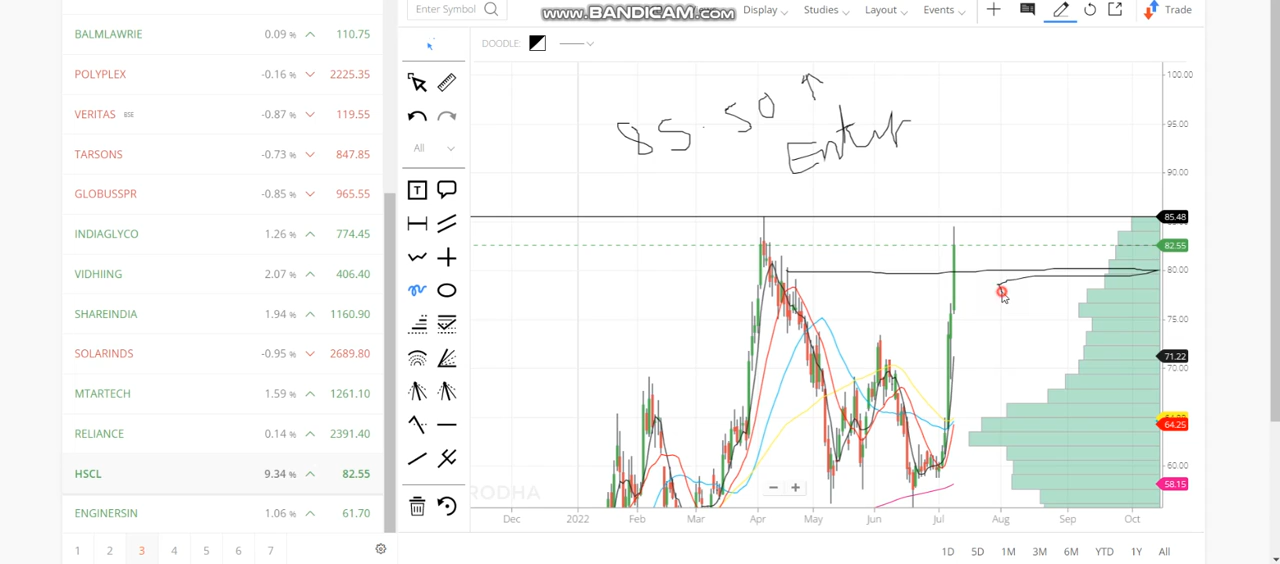 Enter Symbol
www.BANDICAM.com
Display
Studies
Layout
Events
Trade
BALMLAWRIE 0.09 % 110.75
POLYPLEX -0.16 % 2225.35
VERITAS BSE -0.87 % 119.55
TARSONS -0.73 % 847.85
GLOBUSSPR -0.85 % 965.55
INDIAGLYCO 1.26 % 774.45
VIDHIING 2.07 % 406.40
SHAREINDIA 1.94 % 1160.90
SOLARINDS -0.95 % 2689.80
MTARTECH 1.59 % 1261.10
RELIANCE 0.14 % 2391.40
HSCL 9.34 % 82.55
ENGINERSIN 1.06 % 61.70
1 2 3 4 5 6 7
DOODLE:
All
T
85.50
Enter
100.00
95.00
90.00
85.48
82.55
80.00
75.00
71.22
70.00
64.25
60.00
58.15
RODHA
Dec 2022 Feb Mar Apr May Jun Jul Aug Sep Oct
1D 5D 1M 3M 6M YTD 1Y All